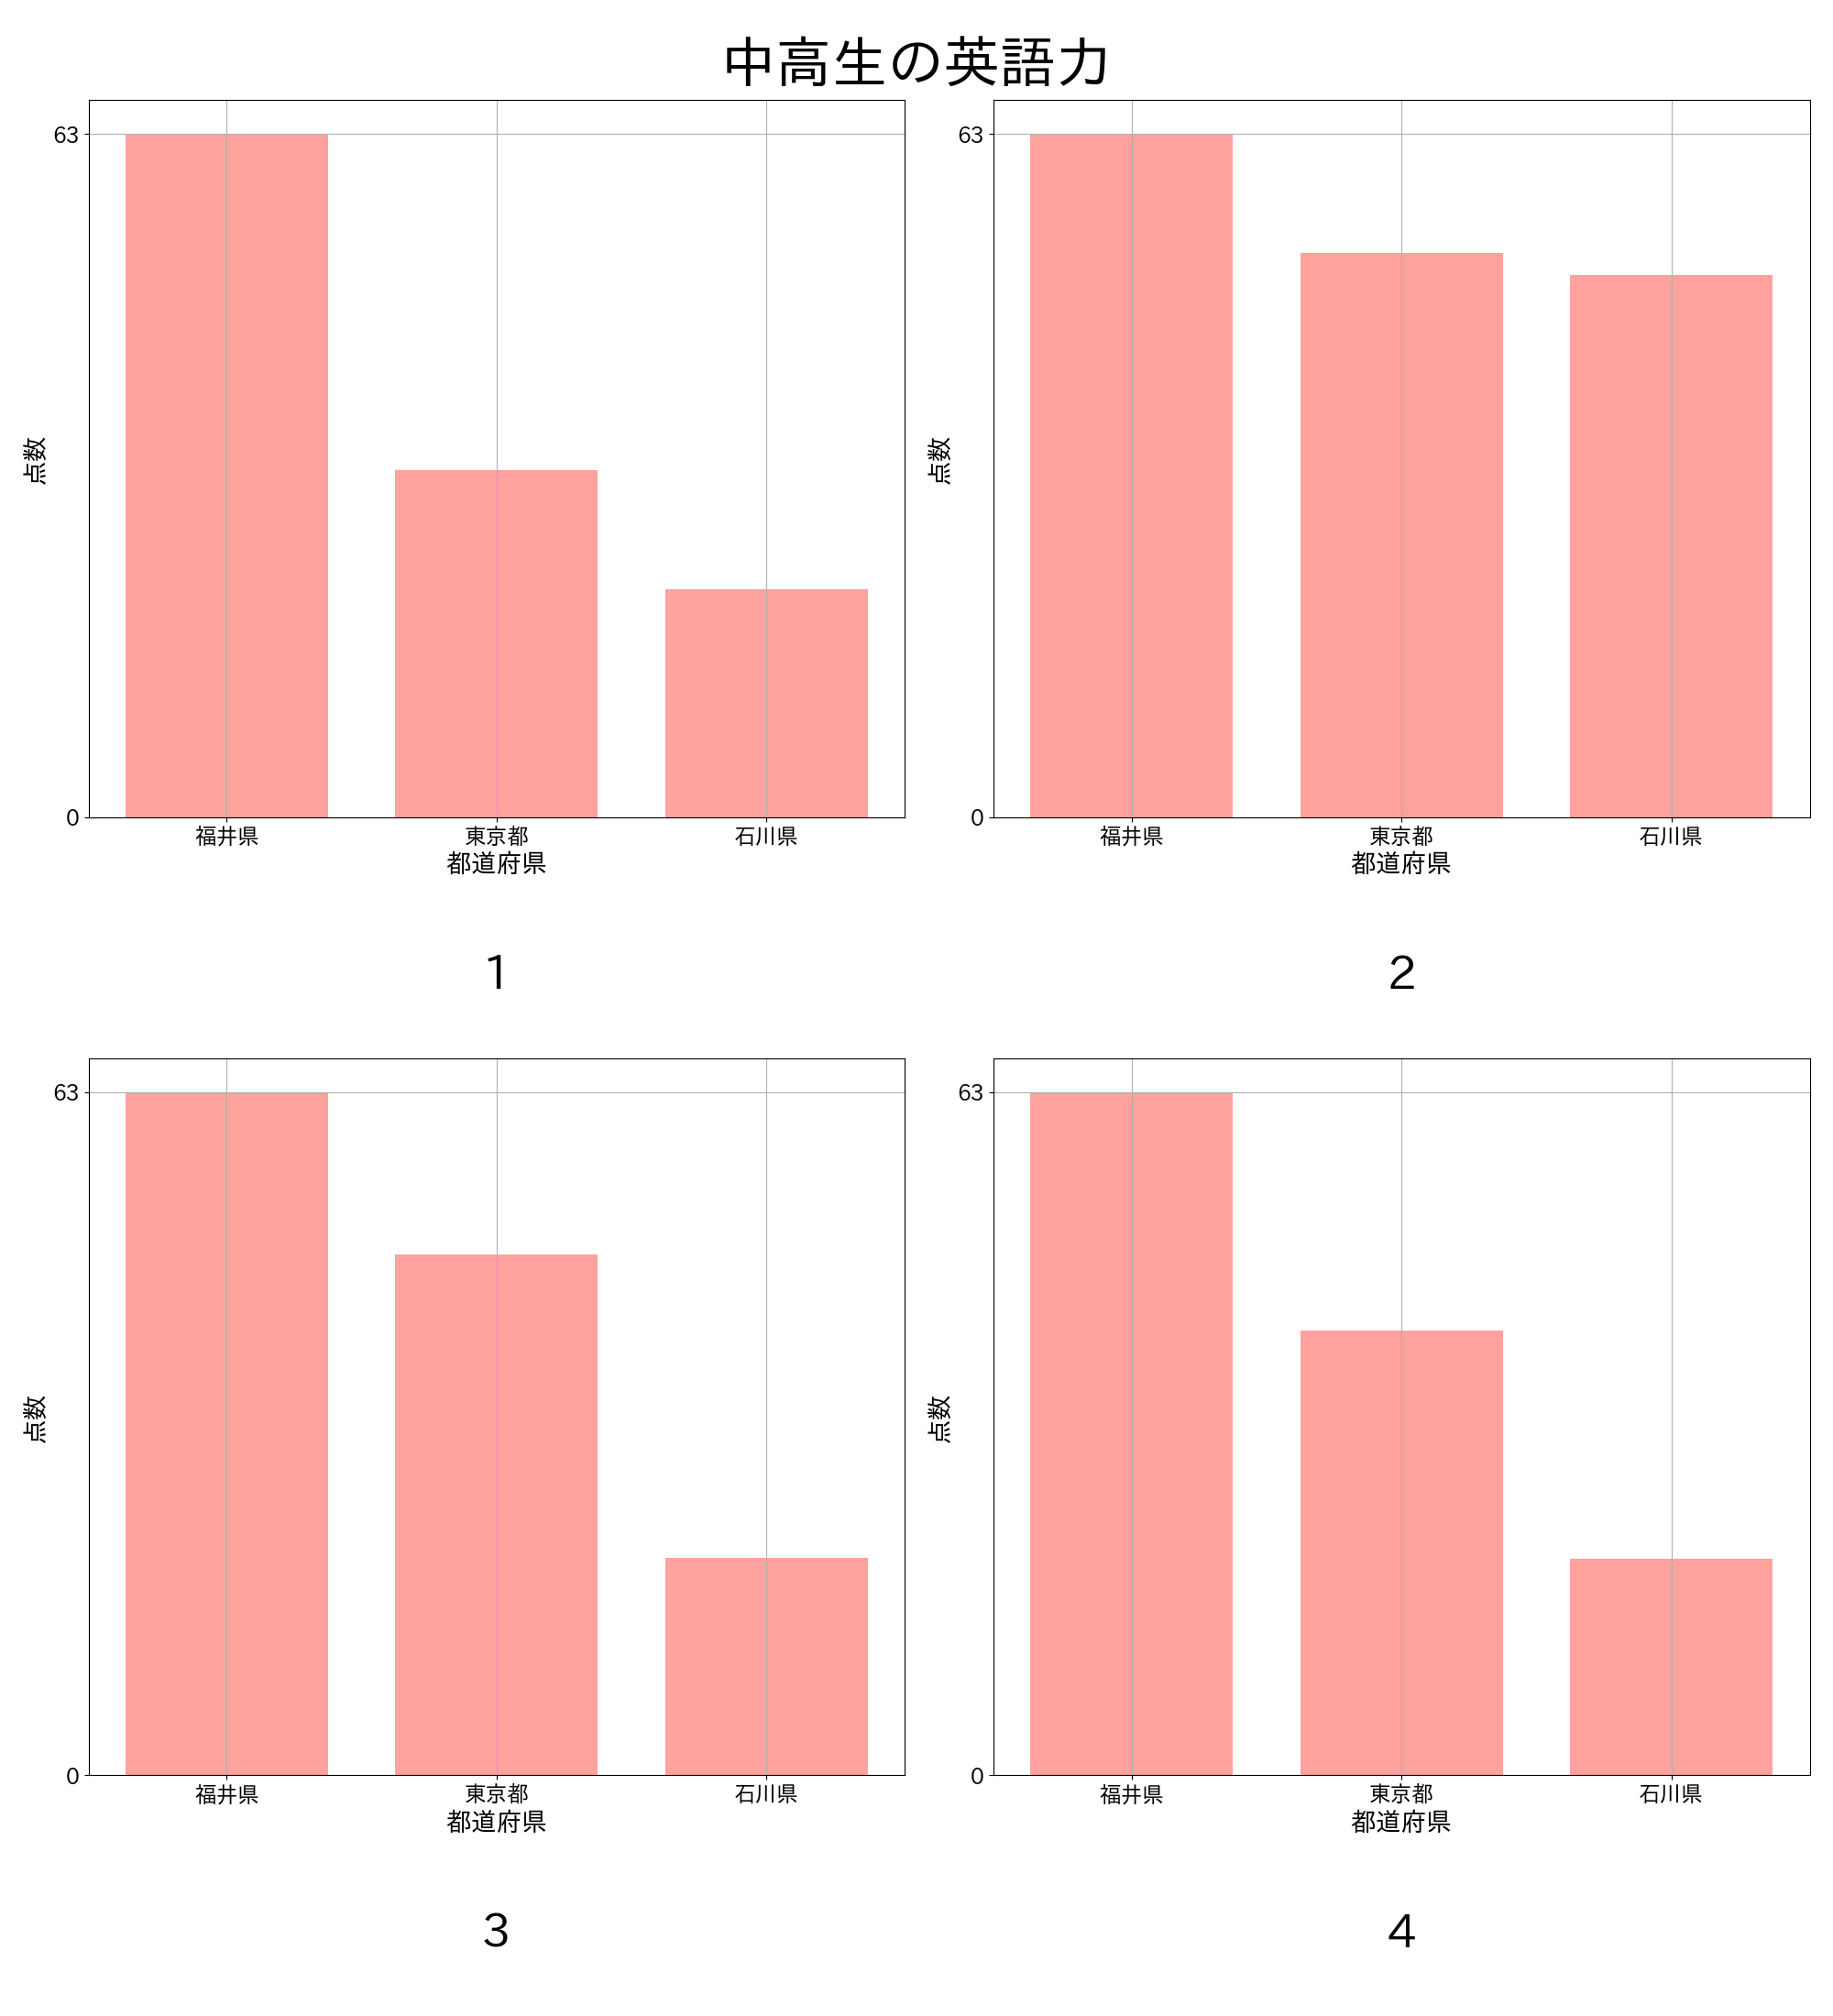 中高生の英語力
63
点数
0
福井県 東京都 石川県
都道府県
1
63
点数
0
福井県 東京都 石川県
都道府県
2
63
点数
0
福井県 東京都 石川県
都道府県
3
63
点数
0
福井県 東京都 石川県
都道府県
4